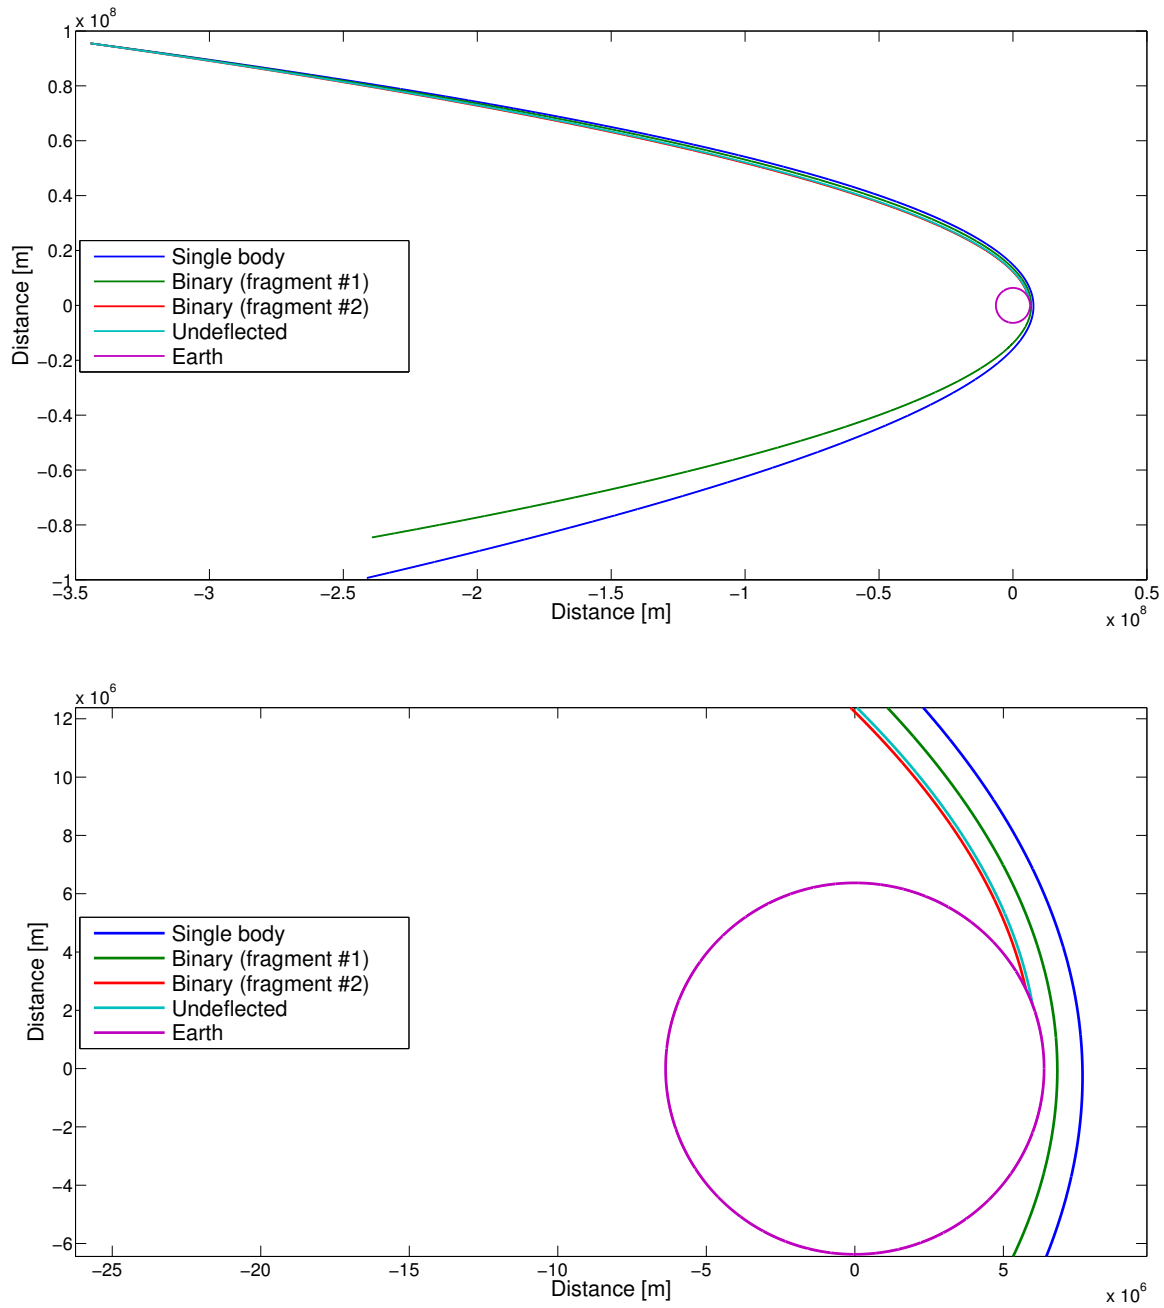 x 10^8
1
0.8
0.6
0.4
0.2
0
−0.2
−0.4
−0.6
−0.8
−1
Distance [m]
Single body
Binary (fragment #1)
Binary (fragment #2)
Undeflected
Earth
−3.5 −3 −2.5 −2 −1.5 −1 −0.5 0 0.5
Distance [m]
x 10^8
x 10^6
12
10
8
6
4
2
0
−2
−4
−6
Distance [m]
Single body
Binary (fragment #1)
Binary (fragment #2)
Undeflected
Earth
−25 −20 −15 −10 −5 0 5
Distance [m]
x 10^6